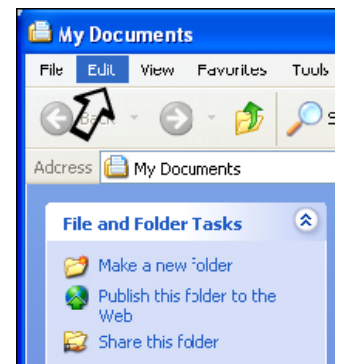 My Documents
File Edit View Favorites Tools
Back
Address My Documents
File and Folder Tasks
Make a new folder
Publish this folder to the
Web
Share this folder